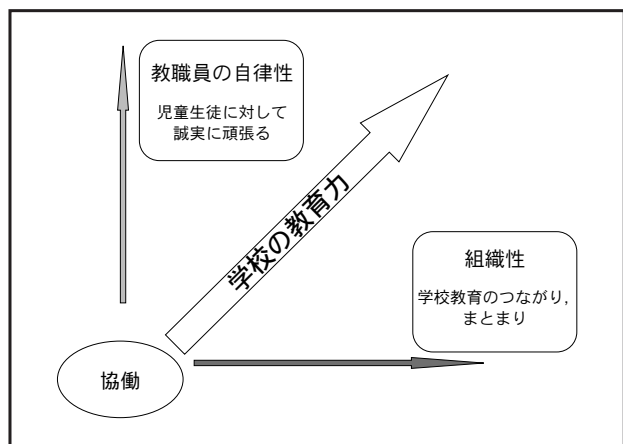 教職員の自律性
児童生徒に対して
誠実に頑張る
学校の教育力
組織性
学校教育のつながり，
まとまり
協働